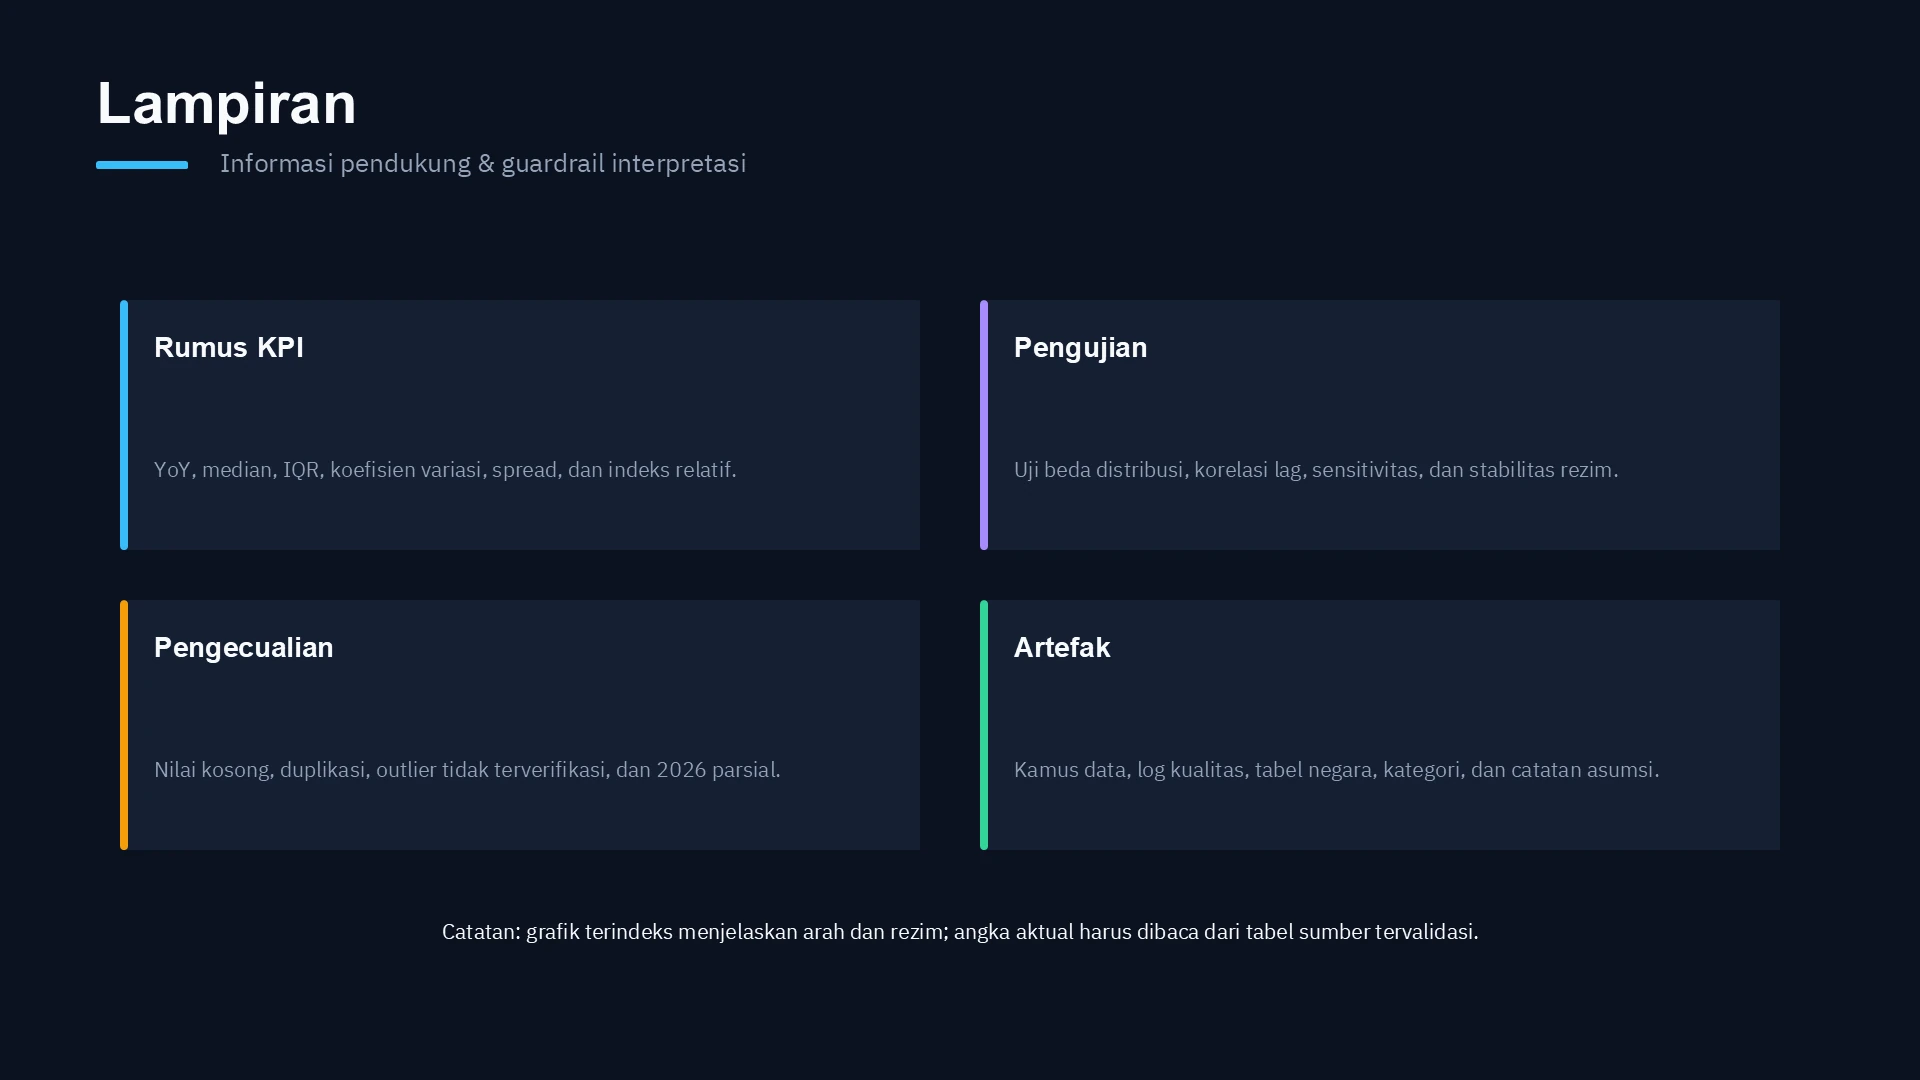 Lampiran
Informasi pendukung & guardrail interpretasi
Rumus KPI
YoY, median, IQR, koefisien variasi, spread, dan indeks relatif.
Pengujian
Uji beda distribusi, korelasi lag, sensitivitas, dan stabilitas rezim.
Pengecualian
Nilai kosong, duplikasi, outlier tidak terverifikasi, dan 2026 parsial.
Artefak
Kamus data, log kualitas, tabel negara, kategori, dan catatan asumsi.
Catatan: grafik terindeks menjelaskan arah dan rezim; angka aktual harus dibaca dari tabel sumber tervalidasi.